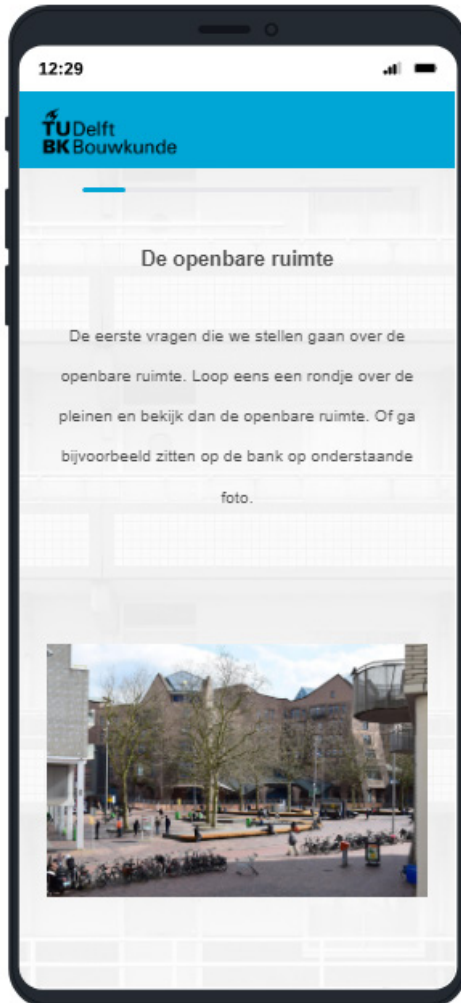 12:29
TUDelft
BK Bouwkunde
De openbare ruimte
De eerste vragen die we stellen gaan over de
openbare ruimte. Loop eens een rondje over de
pleinen en bekijk dan de openbare ruimte. Of ga
bijvoorbeeld zitten op de bank op onderstaande
foto.